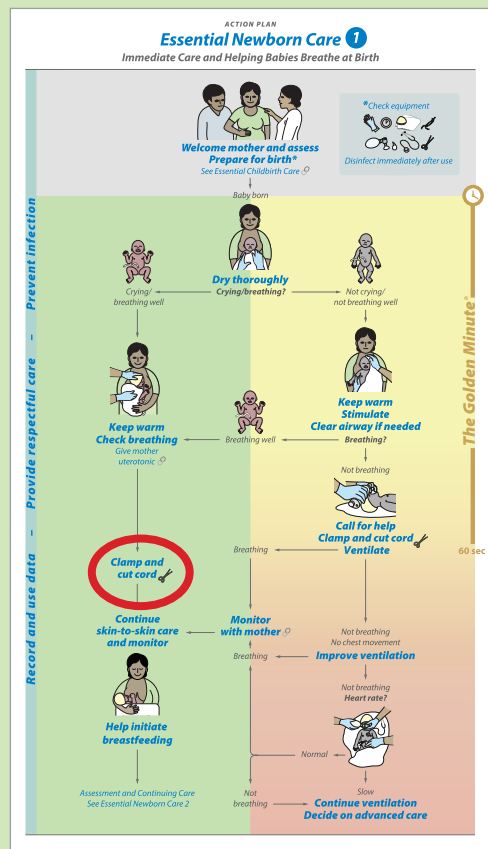 ACTION PLAN
Essential Newborn Care 1
Immediate Care and Helping Babies Breathe at Birth
*Check equipment
Disinfect immediately after use
Welcome mother and assess
Prepare for birth*
See Essential Childbirth Care
Baby born
Dry thoroughly
Crying/breathing?
Crying/
breathing well
Not crying/
not breathing well
Keep warm
Check breathing
Give mother
uterotonic
Breathing well
Keep warm
Stimulate
Clear airway if needed
Breathing?
Not breathing
Call for help
Clamp and cut cord
Ventilate
Breathing
60 sec
The Golden Minute®
Clamp and
cut cord
Continue
skin-to-skin care
and monitor
Monitor
with mother
Not breathing
No chest movement
Breathing
Improve ventilation
Not breathing
Heart rate?
Help initiate
breastfeeding
Normal
Slow
Assessment and Continuing Care
See Essential Newborn Care 2
Not
breathing
Continue ventilation
Decide on advanced care
Record and use data – Provide respectful care – Prevent infection